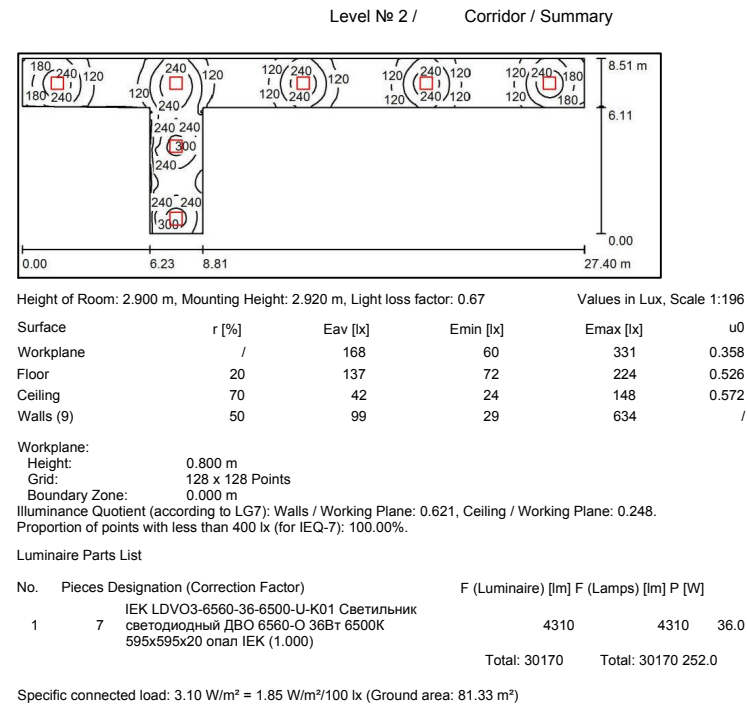 Level № 2 / Corridor / Summary
180 240 120 240 120 120 240 120 120 240 120 120 240 180
180 240 120 240 120 240 120 240 120 120 240 180
240 240
300
240
240 240
300
8.51 m
6.11
0.00
0.00 6.23 8.81 27.40 m
Height of Room: 2.900 m, Mounting Height: 2.920 m, Light loss factor: 0.67 Values in Lux, Scale 1:196
Surface r [%] Eav [lx] Emin [lx] Emax [lx] u0
Workplane / 168 60 331 0.358
Floor 20 137 72 224 0.526
Ceiling 70 42 24 148 0.572
Walls (9) 50 99 29 634 /
Workplane:
Height: 0.800 m
Grid: 128 x 128 Points
Boundary Zone: 0.000 m
Illuminance Quotient (according to LG7): Walls / Working Plane: 0.621, Ceiling / Working Plane: 0.248.
Proportion of points with less than 400 lx (for IEQ-7): 100.00%.
Luminaire Parts List
No. Pieces Designation (Correction Factor) F (Luminaire) [lm] F (Lamps) [lm] P [W]
IEK LDVO3-6560-36-6500-U-K01 Светильник
1 7 светодиодный ДВО 6560-O 36Вт 6500К 4310 4310 36.0
595x595x20 опал IEK (1.000)
Total: 30170 Total: 30170 252.0
Specific connected load: 3.10 W/m² = 1.85 W/m²/100 lx (Ground area: 81.33 m²)